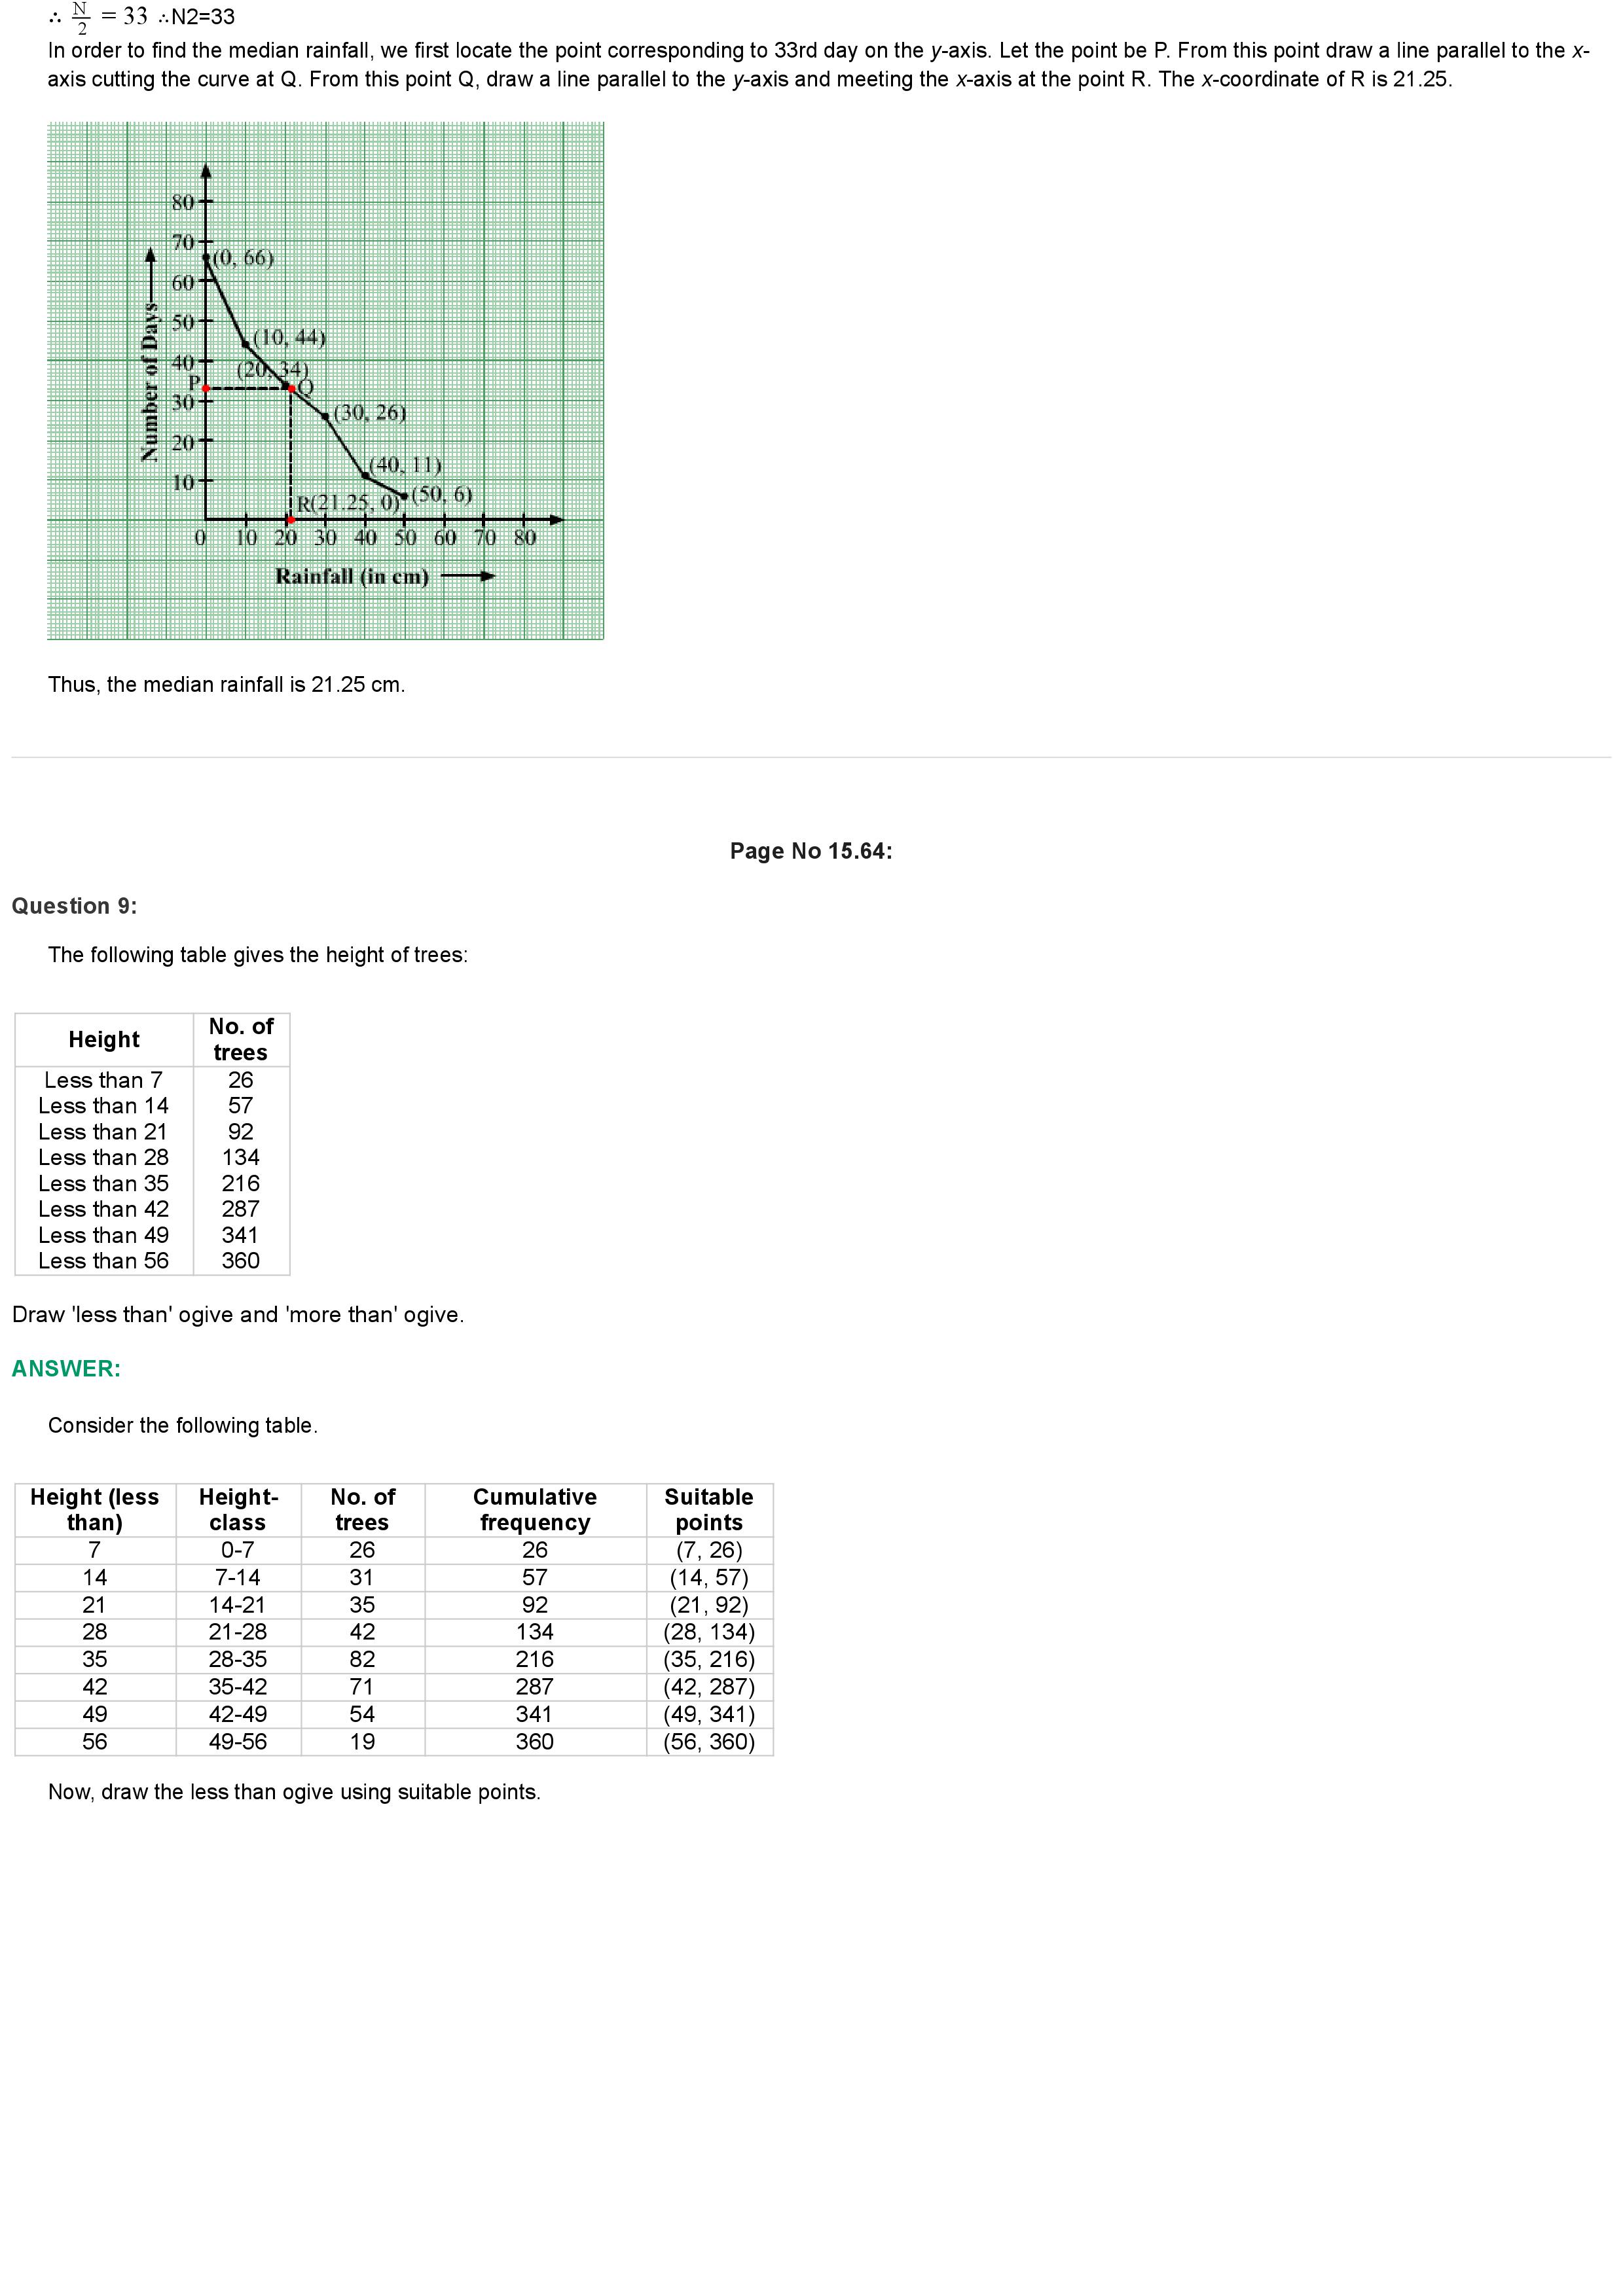 ∴ N/2 = 33 ∴N2=33
In order to find the median rainfall, we first locate the point corresponding to 33rd day on the y-axis. Let the point be P. From this point draw a line parallel to the x-
axis cutting the curve at Q. From this point Q, draw a line parallel to the y-axis and meeting the x-axis at the point R. The x-coordinate of R is 21.25.
80
70
(0, 66)
60
50
(10, 44)
40
(20, 34)
P
Q
30
(30, 26)
20
(40, 11)
10
(50, 6)
R(21.25, 0)
Number of Days
0 10 20 30 40 50 60 70 80
Rainfall (in cm)
Thus, the median rainfall is 21.25 cm.
Page No 15.64:
Question 9:
The following table gives the height of trees:
Height No. of
trees
Less than 7 26
Less than 14 57
Less than 21 92
Less than 28 134
Less than 35 216
Less than 42 287
Less than 49 341
Less than 56 360
Draw 'less than' ogive and 'more than' ogive.
ANSWER:
Consider the following table.
Height (less Height- No. of Cumulative Suitable
than) class trees frequency points
7 0-7 26 26 (7, 26)
14 7-14 31 57 (14, 57)
21 14-21 35 92 (21, 92)
28 21-28 42 134 (28, 134)
35 28-35 82 216 (35, 216)
42 35-42 71 287 (42, 287)
49 42-49 54 341 (49, 341)
56 49-56 19 360 (56, 360)
Now, draw the less than ogive using suitable points.